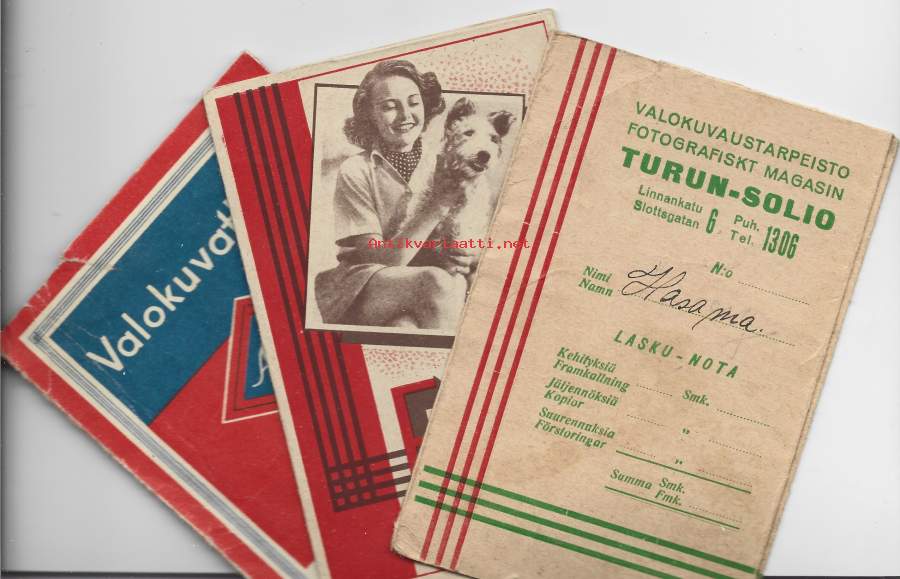 Valokuvat
Antikvariaatti.net
VALOKUVAUSTARPEISTO
FOTOGRAFISKT MAGASIN
TURUN-SOLIO
Linnankatu 6 Puh. 1306
Slottsgatan Tel.
N:o
Nimi
Namn
LASKU-NOTA
Kehityksiä Smk.
Framkallning
Jäljennöksiä "
Kopior
Suurennuksia "
Förstoringar
Summa Smk.
Fmk.